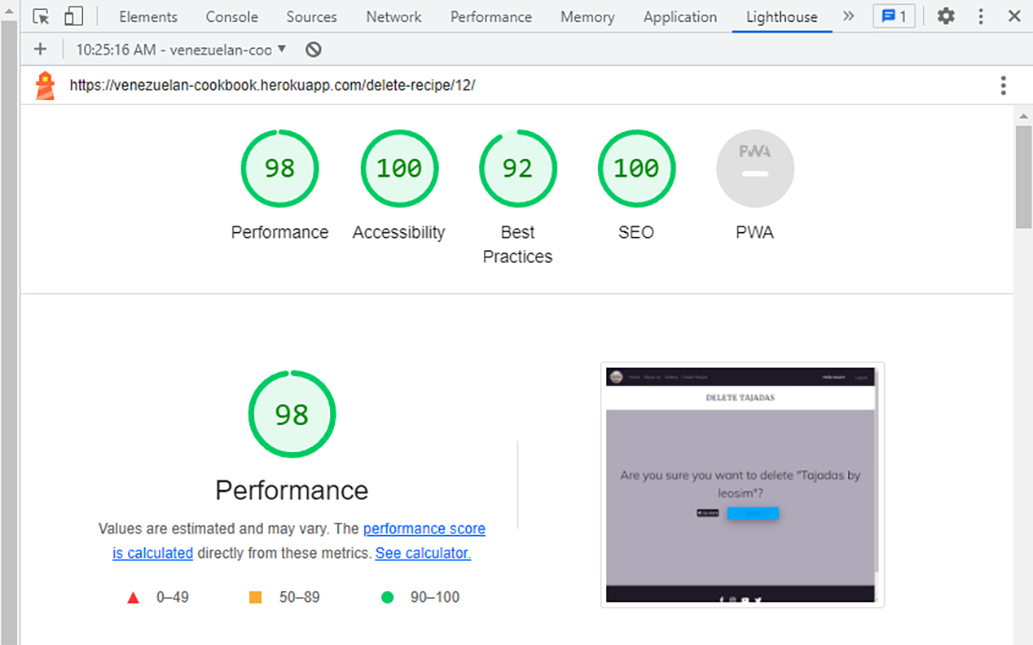 Elements Console Sources Network Performance Memory Application Lighthouse » 1
+ 10:25:16 AM - venezuelan-coo
https://venezuelan-cookbook.herokuapp.com/delete-recipe/12/
98 100 92 100 PWA
Performance Accessibility Best Practices SEO PWA
98
Performance
Values are estimated and may vary. The performance score
is calculated directly from these metrics. See calculator.
0–49 50–89 90–100
Home About Us Gallery Create Recipe Hello leosim Logout
DELETE TAJADAS
Are you sure you want to delete "Tajadas by
leosim"?